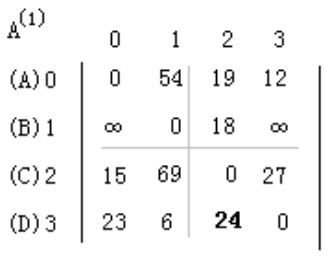 A(1)
0 1 2 3
(A)0 0 54 19 12
(B)1 ∞ 0 18 ∞
(C)2 15 69 0 27
(D)3 23 6 24 0